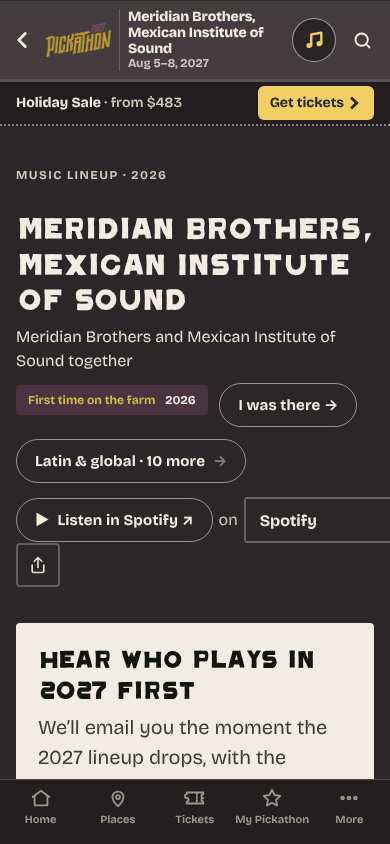 PICKATHON
Meridian Brothers,
Mexican Institute of
Sound
Aug 5–8, 2027
Holiday Sale · from $483
Get tickets
MUSIC LINEUP · 2026
MERIDIAN BROTHERS,
MEXICAN INSTITUTE
OF SOUND
Meridian Brothers and Mexican Institute of
Sound together
First time on the farm 2026
I was there →
Latin & global · 10 more →
▶ Listen in Spotify ↗ on Spotify
HEAR WHO PLAYS IN
2027 FIRST
We'll email you the moment the
2027 lineup drops, with the
Home Places Tickets My Pickathon More